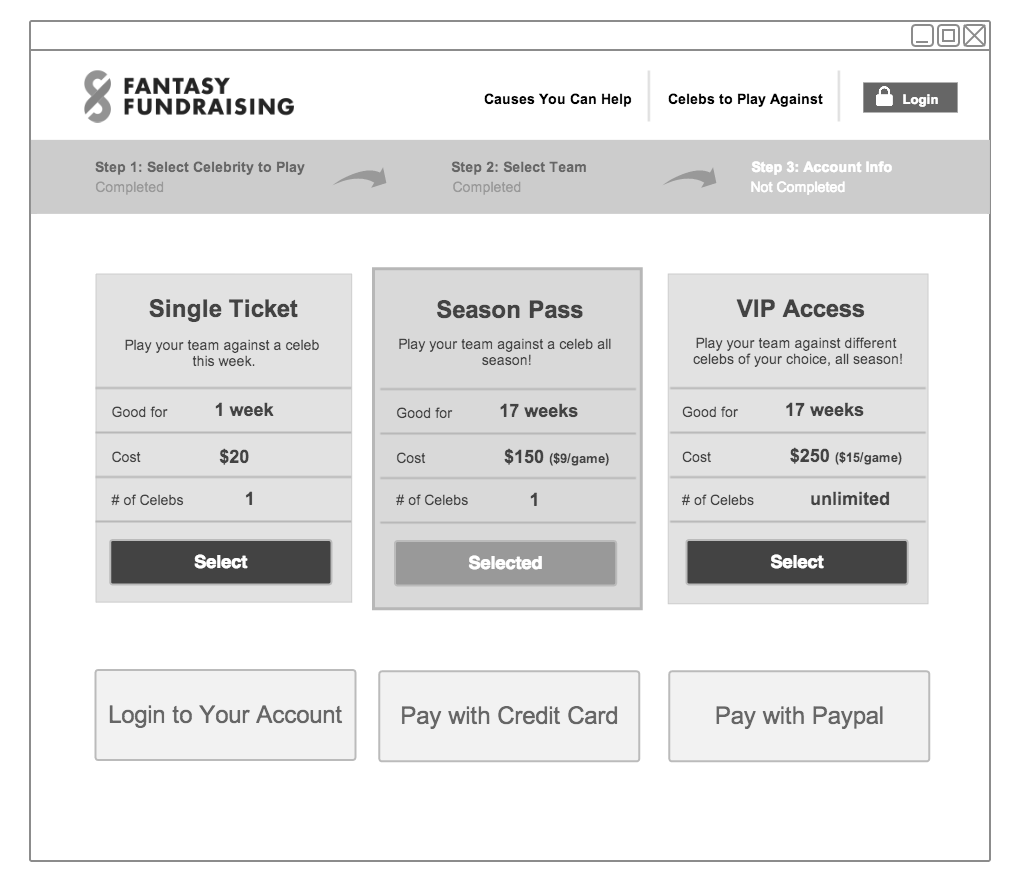 FANTASY
FUNDRAISING
Causes You Can Help
Celebs to Play Against
Login
Step 1: Select Celebrity to Play
Completed
Step 2: Select Team
Completed
Step 3: Account Info
Not Completed
Single Ticket
Play your team against a celeb
this week.
Good for 1 week
Cost $20
# of Celebs 1
Select
Season Pass
Play your team against a celeb all
season!
Good for 17 weeks
Cost $150 ($9/game)
# of Celebs 1
Selected
VIP Access
Play your team against different
celebs of your choice, all season!
Good for 17 weeks
Cost $250 ($15/game)
# of Celebs unlimited
Select
Login to Your Account
Pay with Credit Card
Pay with Paypal